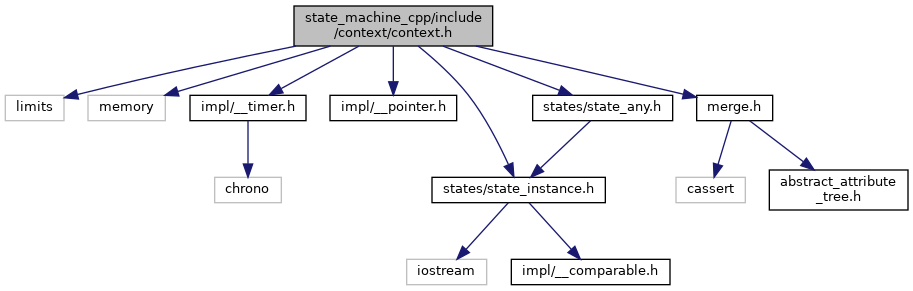 state_machine_cpp/include
/context/context.h
limits
memory
impl/__timer.h
impl/__pointer.h
states/state_any.h
merge.h
chrono
states/state_instance.h
cassert
abstract_attribute
_tree.h
iostream
impl/__comparable.h